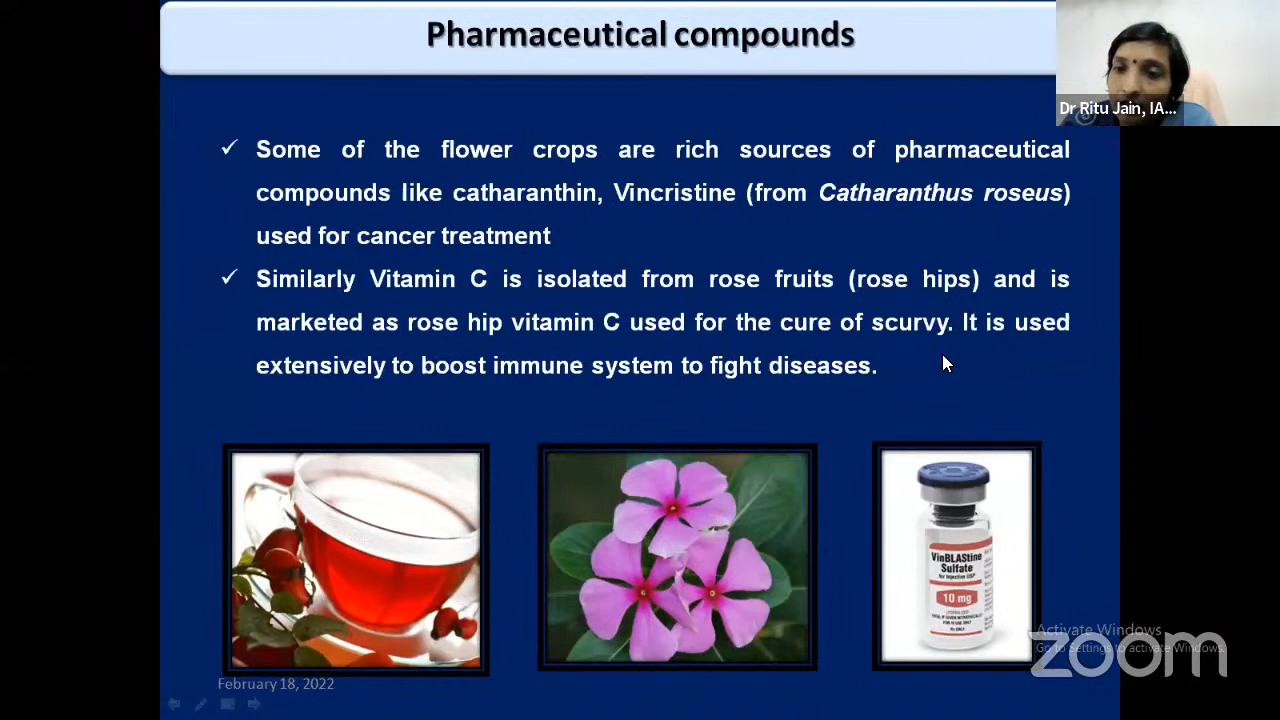 Pharmaceutical compounds
Dr Ritu Jain, IA...
✓ Some of the flower crops are rich sources of pharmaceutical
compounds like catharanthin, Vincristine (from Catharanthus roseus)
used for cancer treatment
✓ Similarly Vitamin C is isolated from rose fruits (rose hips) and is
marketed as rose hip vitamin C used for the cure of scurvy. It is used
extensively to boost immune system to fight diseases.
VinBLAStine
Sulfate
for Injection USP
10 mg
Activate Windows
Go to Settings to activate Windows.
zoom
February 18, 2022